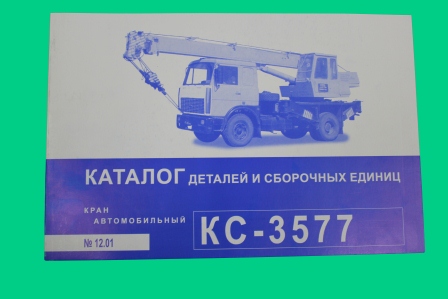 КАТАЛОГ ДЕТАЛЕЙ И СБОРОЧНЫХ ЕДИНИЦ
КРАН
АВТОМОБИЛЬНЫЙ
КС-3577
№ 12.01